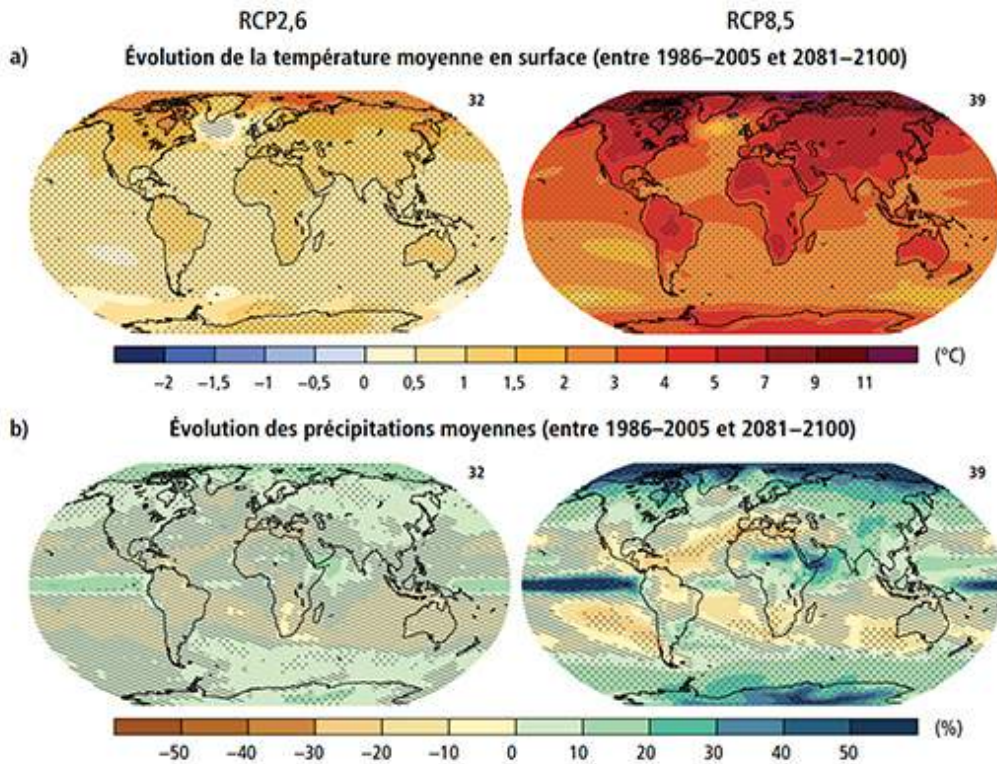 RCP2,6 RCP8,5
a) Évolution de la température moyenne en surface (entre 1986–2005 et 2081–2100)
32 39
−2 −1,5 −1 −0,5 0 0,5 1 1,5 2 3 4 5 7 9 11 (°C)
b) Évolution des précipitations moyennes (entre 1986–2005 et 2081–2100)
32 39
−50 −40 −30 −20 −10 0 10 20 30 40 50 (%)